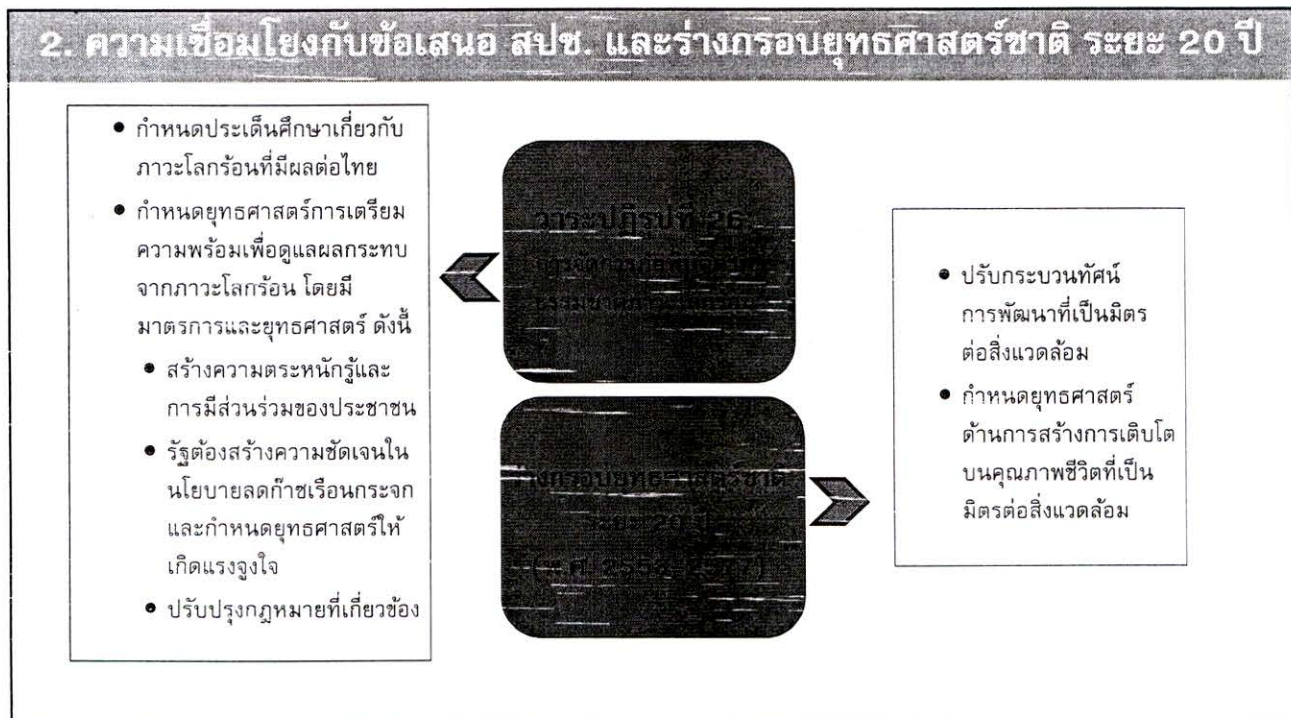 2. ความเชื่อมโยงกับข้อเสนอ สปช. และร่างกรอบยุทธศาสตร์ชาติ ระยะ 20 ปี
• กำหนดประเด็นศึกษาเกี่ยวกับ
ภาวะโลกร้อนที่มีผลต่อไทย
• กำหนดยุทธศาสตร์การเตรียม
ความพร้อมเพื่อดูแลผลกระทบ
จากภาวะโลกร้อน โดยมี
มาตรการและยุทธศาสตร์ ดังนี้
• สร้างความตระหนักรู้และ
การมีส่วนร่วมของประชาชน
• รัฐต้องสร้างความชัดเจนใน
นโยบายลดก๊าซเรือนกระจก
และกำหนดยุทธศาสตร์ให้
เกิดแรงจูงใจ
• ปรับปรุงกฎหมายที่เกี่ยวข้อง
วาระปฏิรูปที่ 26
ร่างกรอบยุทธศาสตร์ชาติ
ระยะ 20 ปี
• ปรับกระบวนทัศน์
การพัฒนาที่เป็นมิตร
ต่อสิ่งแวดล้อม
• กำหนดยุทธศาสตร์
ด้านการสร้างการเติบโต
บนคุณภาพชีวิตที่เป็น
มิตรต่อสิ่งแวดล้อม